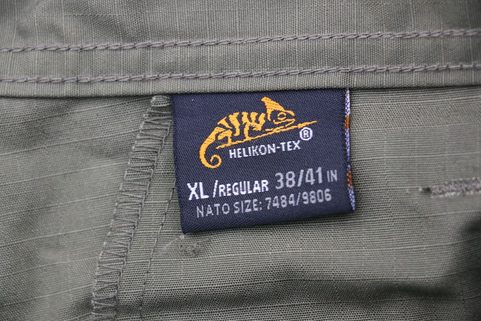 HELIKON-TEX®
XL/REGULAR 38/41 IN
NATO SIZE: 7484/9806